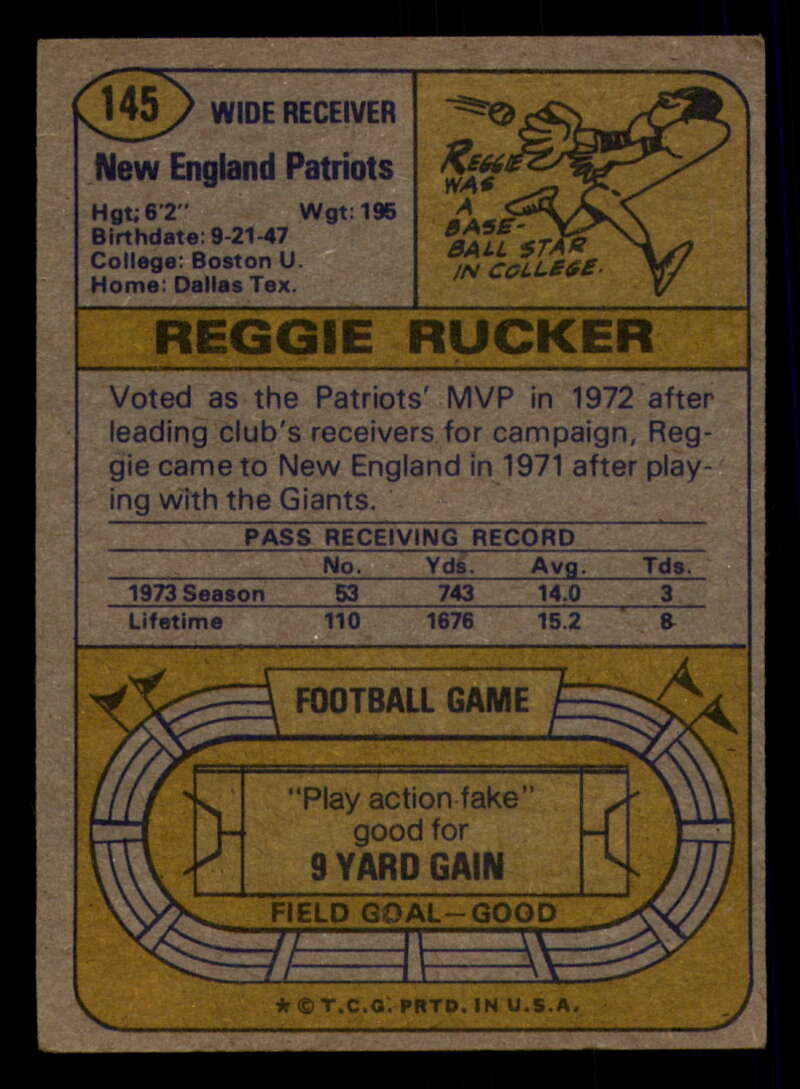 145
WIDE RECEIVER
New England Patriots
Hgt; 6'2" Wgt: 195
Birthdate: 9-21-47
College: Boston U.
Home: Dallas Tex.
REGGIE
WAS
A
BASE-
BALL STAR
IN COLLEGE.
REGGIE RUCKER
Voted as the Patriots' MVP in 1972 after
leading club's receivers for campaign, Reg-
gie came to New England in 1971 after play-
ing with the Giants.
PASS RECEIVING RECORD
No. Yds. Avg. Tds.
1973 Season 53 743 14.0 3
Lifetime 110 1676 15.2 8
FOOTBALL GAME
"Play action fake"
good for
9 YARD GAIN
FIELD GOAL—GOOD
* © T.C.G. PRTD. IN U.S.A.